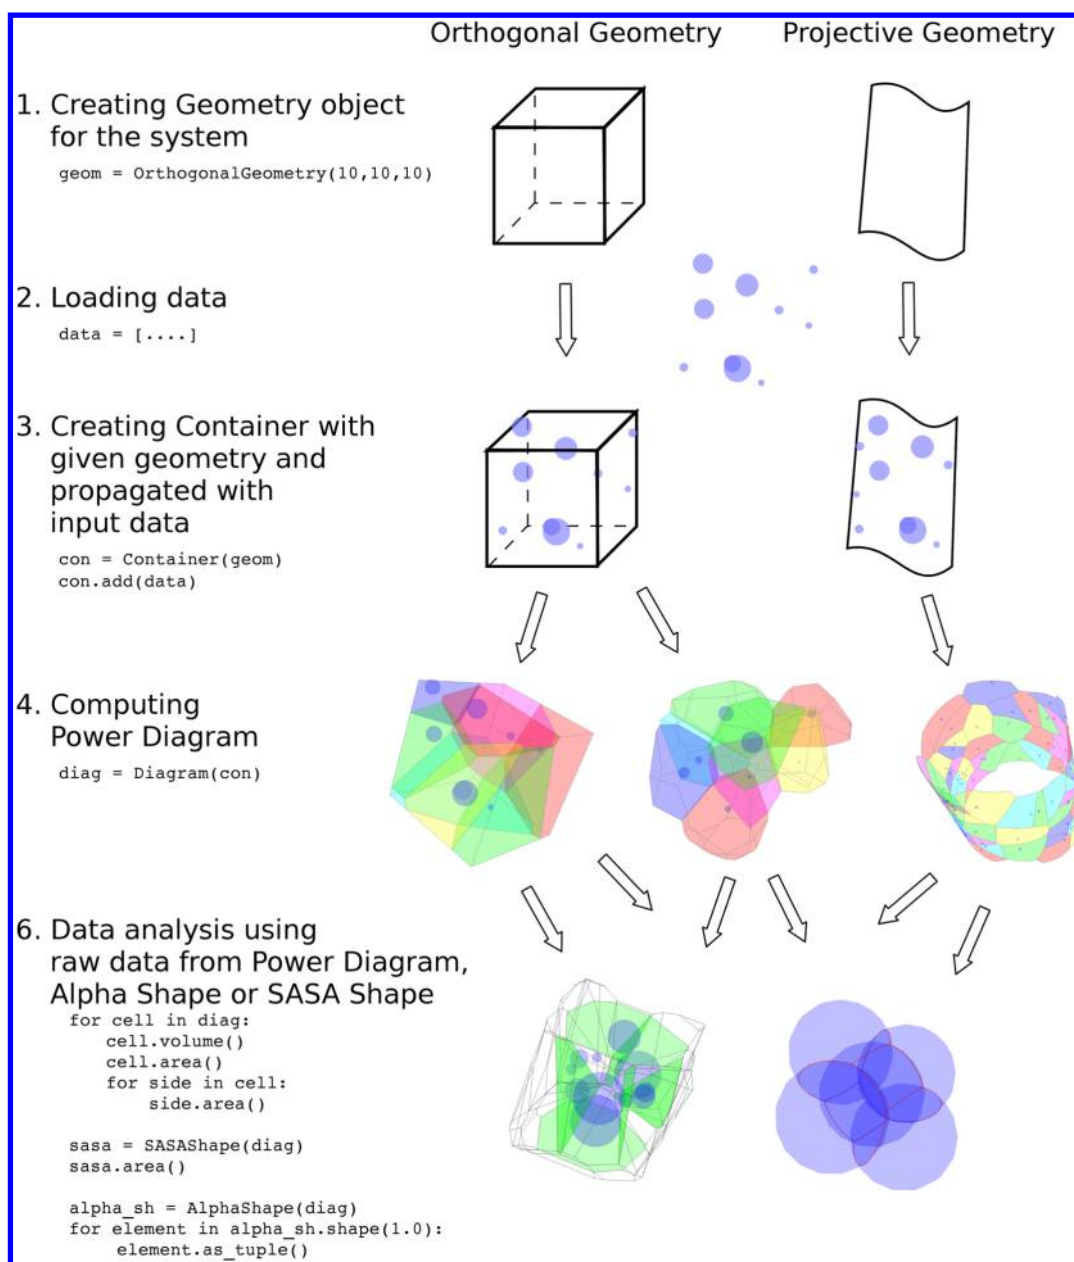 Orthogonal Geometry
Projective Geometry
1. Creating Geometry object
for the system
geom = OrthogonalGeometry(10,10,10)
2. Loading data
data = [....]
3. Creating Container with
given geometry and
propagated with
input data
con = Container(geom)
con.add(data)
4. Computing
Power Diagram
diag = Diagram(con)
6. Data analysis using
raw data from Power Diagram,
Alpha Shape or SASA Shape
for cell in diag:
cell.volume()
cell.area()
for side in cell:
side.area()
sasa = SASAShape(diag)
sasa.area()
alpha_sh = AlphaShape(diag)
for element in alpha_sh.shape(1.0):
element.as_tuple()